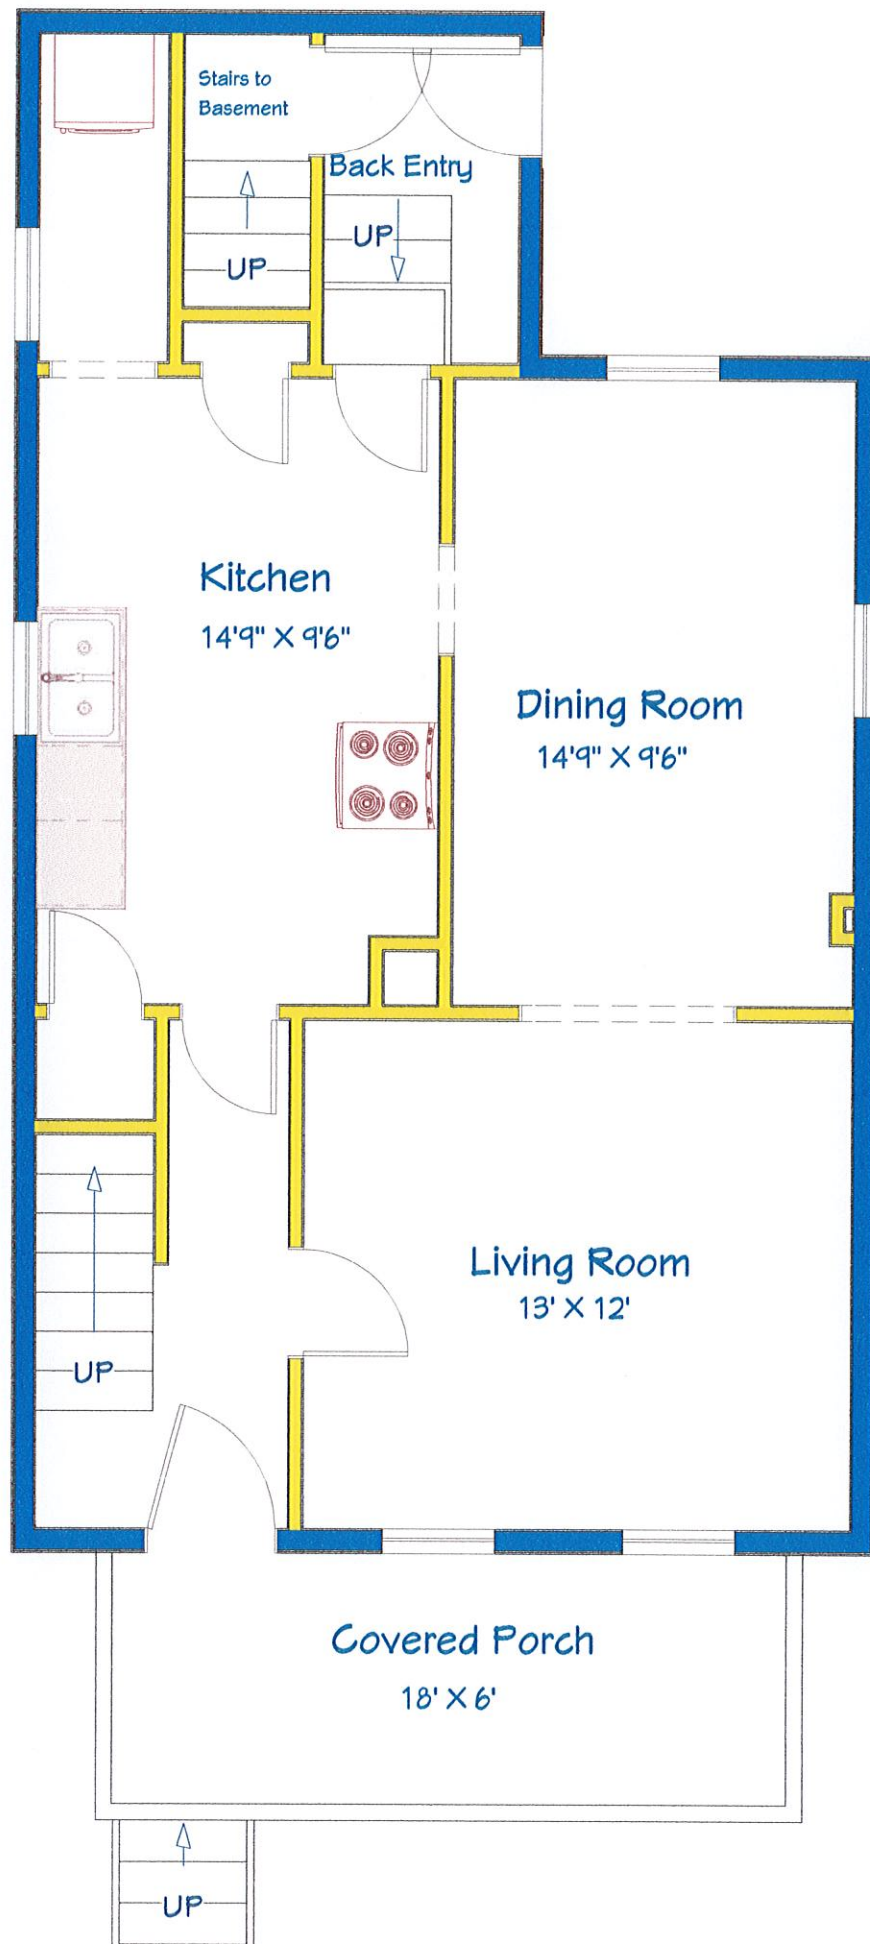 Stairs to
Basement
Back Entry
UP
UP
Kitchen
14'9" X 9'6"
Dining Room
14'9" X 9'6"
Living Room
13' X 12'
UP
Covered Porch
18' X 6'
UP